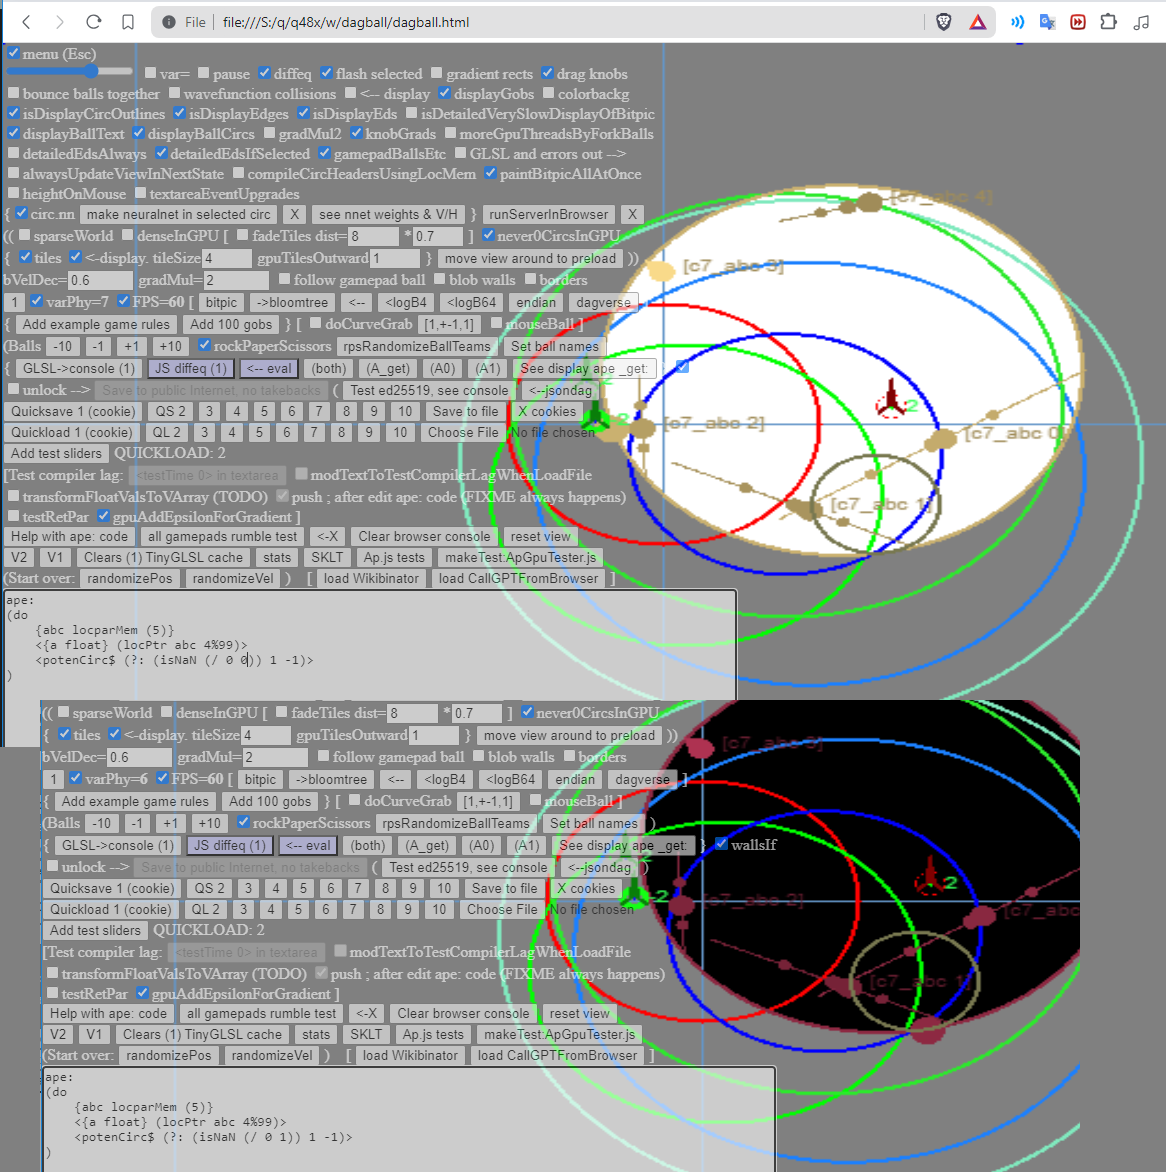 File file:///S:/q/q48x/w/dagball/dagball.html
menu (Esc)
var= pause diffeq flash selected gradient rects drag knobs
bounce balls together wavefunction collisions <-- display displayGobs colorbackg
isDisplayCircOutlines isDisplayEdges isDisplayEds isDetailedVerySlowDisplayOfBitpic
displayBallText displayBallCircs gradMul2 knobGrads moreGpuThreadsByForkBalls
detailedEdsAlways detailedEdsIfSelected gamepadBallsEtc GLSL and errors out -->
alwaysUpdateViewInNextState compileCircHeadersUsingLocMem paintBitpicAllAtOnce
heightOnMouse textareaEventUpgrades
{ circ.nn make neuralnet in selected circ X see nnet weights & V/H } runServerInBrowser X
(( sparseWorld denseInGPU [ fadeTiles dist=8 *0.7 ] never0CircsInGPU
{ tiles <-display. tileSize4 gpuTilesOutward1 } move view around to preload ))
bVelDec=0.6 gradMul=2 follow gamepad ball blob walls borders
1 varPhy=7 FPS=60 [ bitpic ->bloomtree <-- <logB4 <logB64 endian dagverse
{ Add example game rules Add 100 gobs } [ doCurveGrab [1,+-1,1] mouseBall ]
(Balls -10 -1 +1 +10 rockPaperScissors rpsRandomizeBallTeams Set ball names
{ GLSL->console (1) JS diffeq (1) <-- eval (both) (A_get) (A0) (A1) See display ape _get:
unlock --> Save to public Internet, no takebacks ( Test ed25519, see console <--jsondag
Quicksave 1 (cookie) QS 2 3 4 5 6 7 8 9 10 Save to file X cookies
Quickload 1 (cookie) QL 2 3 4 5 6 7 8 9 10 Choose File No file chosen
Add test sliders QUICKLOAD: 2
[Test compiler lag: <testTime 0> in textarea modTextToTestCompilerLagWhenLoadFile
transformFloatValsToVArray (TODO) push ; after edit ape: code (FIXME always happens)
testRetPar gpuAddEpsilonForGradient ]
Help with ape: code all gamepads rumble test <-X Clear browser console reset view
V2 V1 Clears (1) TinyGLSL cache stats SKLT Ap.js tests makeTest:ApGpuTester.js
(Start over: randomizePos randomizeVel ) [ load Wikibinator load CallGPTFromBrowser ]
ape:
(do
{abc locparMem (5)}
<{a float} (locPtr abc 4%99)>
<potenCirc$ (?: (isNaN (/ 0 0)) 1 -1)>
)
[c7_abc 4]
[c7_abc 3]
2
[c7_abc 2]
[c7_abc 0]
[c7_abc 1]
(( sparseWorld denseInGPU [ fadeTiles dist=8 *0.7 ] never0CircsInGPU
{ tiles <-display. tileSize4 gpuTilesOutward1 } move view around to preload ))
bVelDec=0.6 gradMul=2 follow gamepad ball blob walls borders
1 varPhy=6 FPS=60 [ bitpic ->bloomtree <-- <logB4 <logB64 endian dagverse ]
{ Add example game rules Add 100 gobs } [ doCurveGrab [1,+-1,1] mouseBall ]
(Balls -10 -1 +1 +10 rockPaperScissors rpsRandomizeBallTeams Set ball names )
{ GLSL->console (1) JS diffeq (1) <-- eval (both) (A_get) (A0) (A1) See display ape _get: } wallsIf
unlock --> Save to public Internet, no takebacks ( Test ed25519, see console <--jsondag )
Quicksave 1 (cookie) QS 2 3 4 5 6 7 8 9 10 Save to file X cookies
Quickload 1 (cookie) QL 2 3 4 5 6 7 8 9 10 Choose File No file chosen
Add test sliders QUICKLOAD: 2
[Test compiler lag: <testTime 0> in textarea modTextToTestCompilerLagWhenLoadFile
transformFloatValsToVArray (TODO) push ; after edit ape: code (FIXME always happens)
testRetPar gpuAddEpsilonForGradient ]
Help with ape: code all gamepads rumble test <-X Clear browser console reset view
V2 V1 Clears (1) TinyGLSL cache stats SKLT Ap.js tests makeTest:ApGpuTester.js
(Start over: randomizePos randomizeVel ) [ load Wikibinator load CallGPTFromBrowser ]
ape:
(do
{abc locparMem (5)}
<{a float} (locPtr abc 4%99)>
<potenCirc$ (?: (isNaN (/ 0 1)) 1 -1)>
)
[c7_abc 3]
2
[c7_abc 2]
[c7_abc
[c7_abc 1]